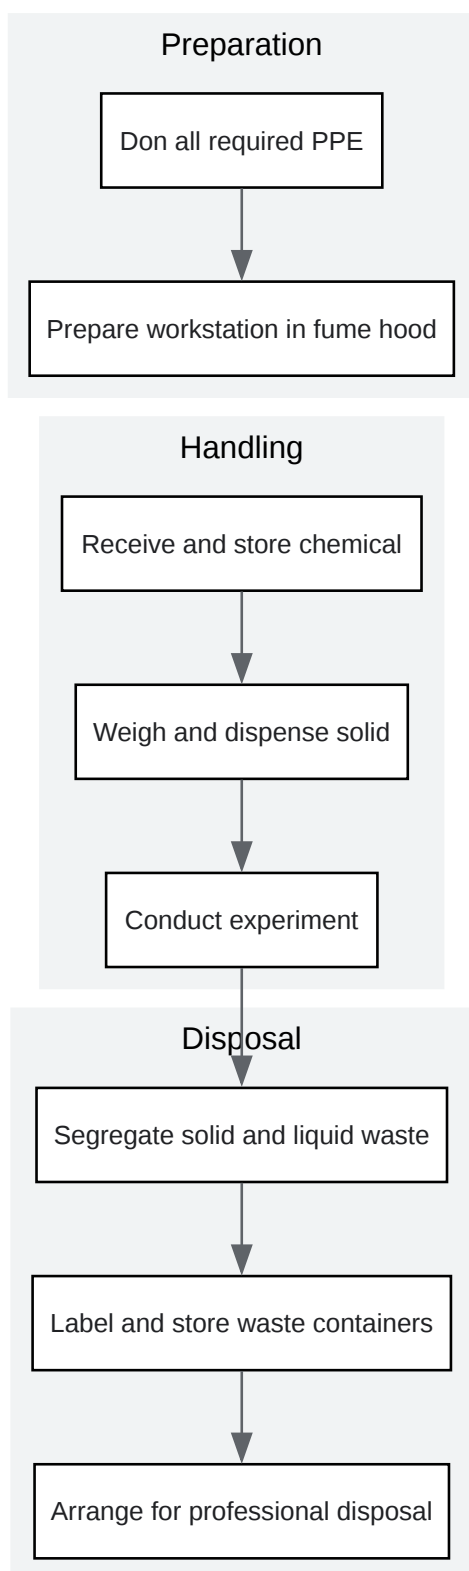 Preparation
Don all required PPE
Prepare workstation in fume hood
Handling
Receive and store chemical
Weigh and dispense solid
Conduct experiment
Disposal
Segregate solid and liquid waste
Label and store waste containers
Arrange for professional disposal